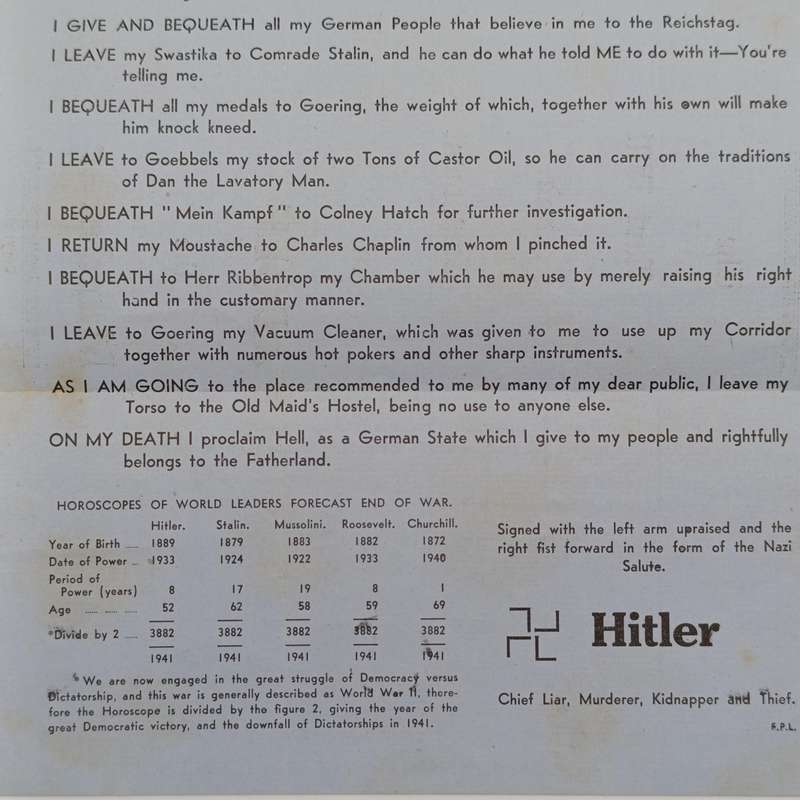 I GIVE AND BEQUEATH all my German People that believe in me to the Reichstag.
I LEAVE my Swastika to Comrade Stalin, and he can do what he told ME to do with it—You're
telling me.
I BEQUEATH all my medals to Goering, the weight of which, together with his own will make
him knock kneed.
I LEAVE to Goebbels my stock of two Tons of Castor Oil, so he can carry on the traditions
of Dan the Lavatory Man.
I BEQUEATH "Mein Kampf" to Colney Hatch for further investigation.
I RETURN my Moustache to Charles Chaplin from whom I pinched it.
I BEQUEATH to Herr Ribbentrop my Chamber which he may use by merely raising his right
hand in the customary manner.
I LEAVE to Goering my Vacuum Cleaner, which was given to me to use up my Corridor
together with numerous hot pokers and other sharp instruments.
AS I AM GOING to the place recommended to me by many of my dear public, I leave my
Torso to the Old Maid's Hostel, being no use to anyone else.
ON MY DEATH I proclaim Hell, as a German State which I give to my people and rightfully
belongs to the Fatherland.
HOROSCOPES OF WORLD LEADERS FORECAST END OF WAR.
Hitler. Stalin. Mussolini. Roosevelt. Churchill.
Year of Birth .... 1889 1879 1883 1882 1872
Date of Power .. 1933 1924 1922 1933 1940
Period of
Power (years) 8 17 19 8 1
Age .... .... .... 52 62 58 59 69
*Divide by 2 .... 3882 3882 3882 3882 3882
1941 1941 1941 1941 1941
* We are now engaged in the great struggle of Democracy versus
Dictatorship, and this war is generally described as World War 11, there-
fore the Horoscope is divided by the figure 2, giving the year of the
great Democratic victory, and the downfall of Dictatorships in 1941.
Signed with the left arm upraised and the
right fist forward in the form of the Nazi
Salute.
Hitler
Chief Liar, Murderer, Kidnapper and Thief.
F.P.L.